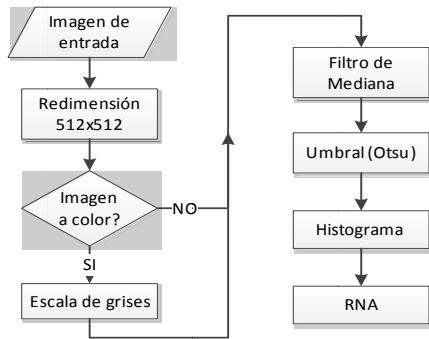 Imagen de
entrada
Redimensión
512x512
Imagen
a color?
NO
SI
Escala de grises
Filtro de
Mediana
Umbral (Otsu)
Histograma
RNA